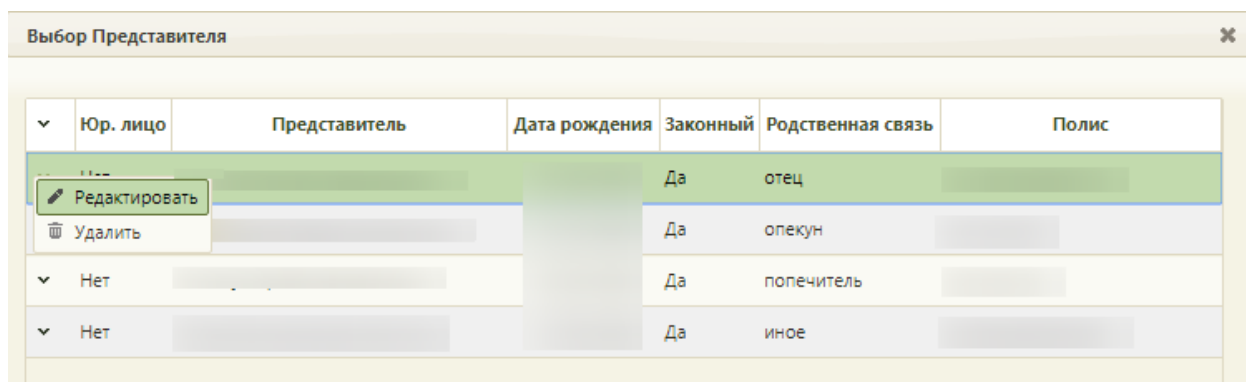 Выбор Представителя
Юр. лицо Представитель Дата рождения Законный Родственная связь Полис
Да отец
Редактировать
Да опекун
Удалить
Нет Да попечитель
Нет Да иное